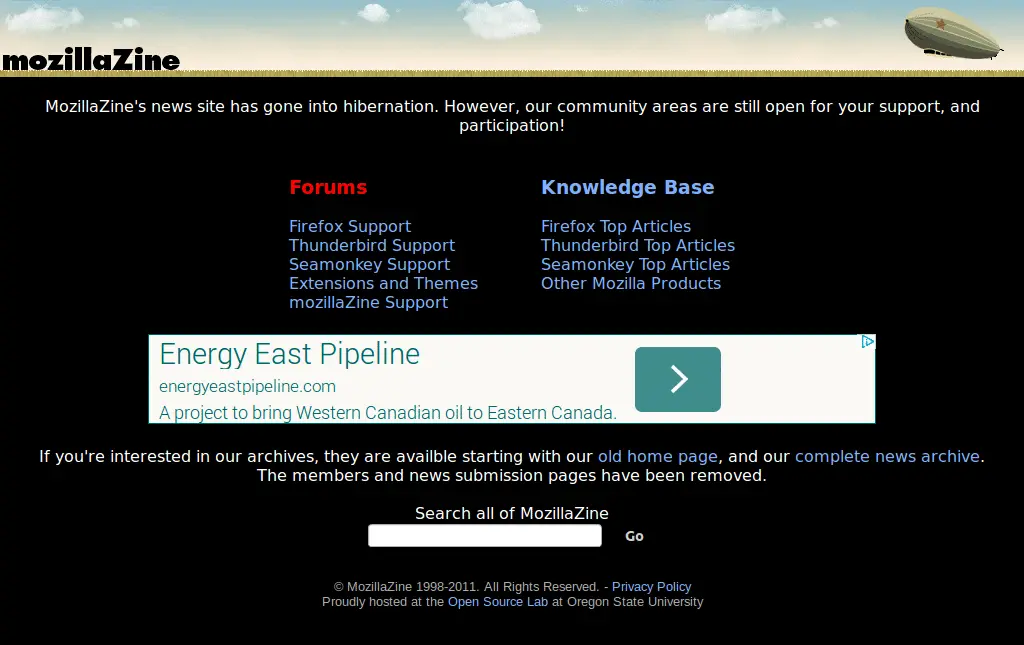 mozillaZine
MozillaZine's news site has gone into hibernation. However, our community areas are still open for your support, and
participation!
Forums
Firefox Support
Thunderbird Support
Seamonkey Support
Extensions and Themes
mozillaZine Support
Knowledge Base
Firefox Top Articles
Thunderbird Top Articles
Seamonkey Top Articles
Other Mozilla Products
Energy East Pipeline
energyeastpipeline.com
A project to bring Western Canadian oil to Eastern Canada.
If you're interested in our archives, they are availble starting with our old home page, and our complete news archive.
The members and news submission pages have been removed.
Search all of MozillaZine
Go
© MozillaZine 1998-2011. All Rights Reserved. - Privacy Policy
Proudly hosted at the Open Source Lab at Oregon State University